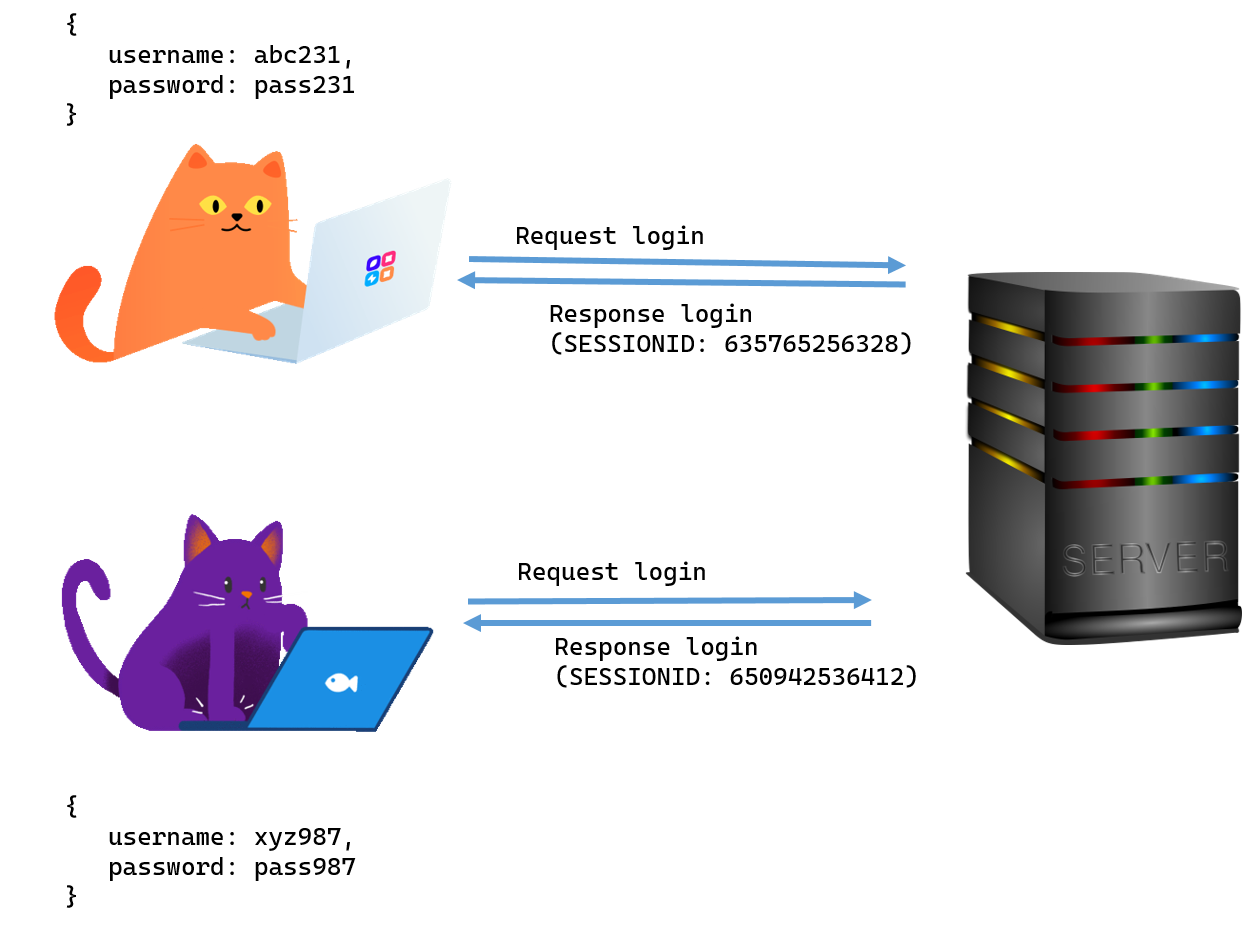 {
username: abc231,
password: pass231
}
Request login
Response login
(SESSIONID: 635765256328)
SERVER
Request login
Response login
(SESSIONID: 650942536412)
{
username: xyz987,
password: pass987
}